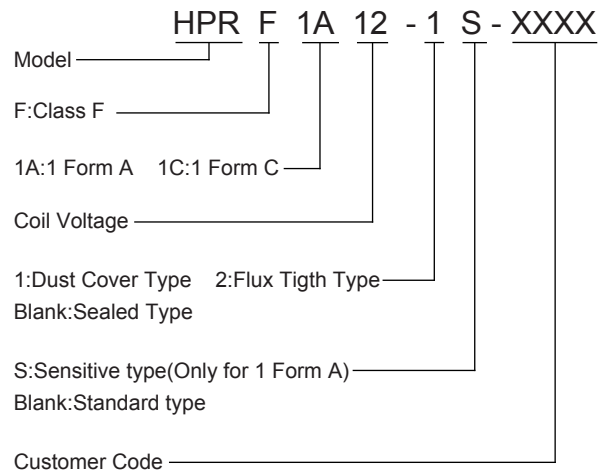 HPR F 1A 12 - 1 S - XXXX
Model
F:Class F
1A:1 Form A 1C:1 Form C
Coil Voltage
1:Dust Cover Type 2:Flux Tigth Type
Blank:Sealed Type
S:Sensitive type(Only for 1 Form A)
Blank:Standard type
Customer Code